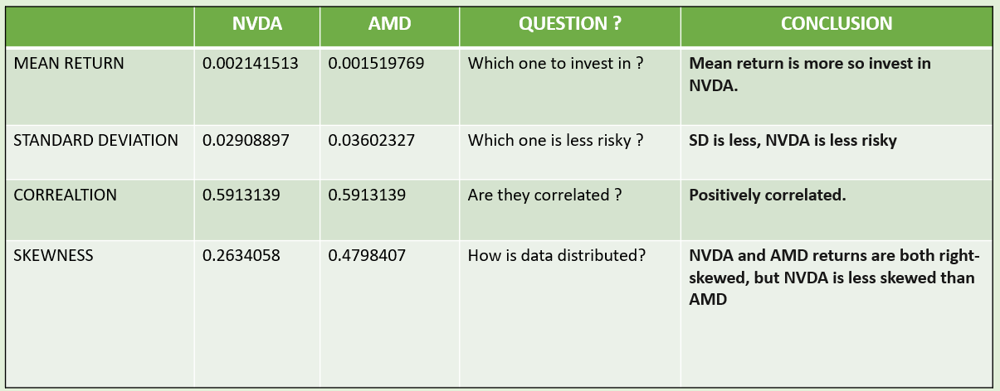 NVDA AMD QUESTION ? CONCLUSION
MEAN RETURN 0.002141513 0.001519769 Which one to invest in ? Mean return is more so invest in
NVDA.
STANDARD DEVIATION 0.02908897 0.03602327 Which one is less risky ? SD is less, NVDA is less risky
CORREALTION 0.5913139 0.5913139 Are they correlated ? Positively correlated.
SKEWNESS 0.2634058 0.4798407 How is data distributed? NVDA and AMD returns are both right-
skewed, but NVDA is less skewed than
AMD